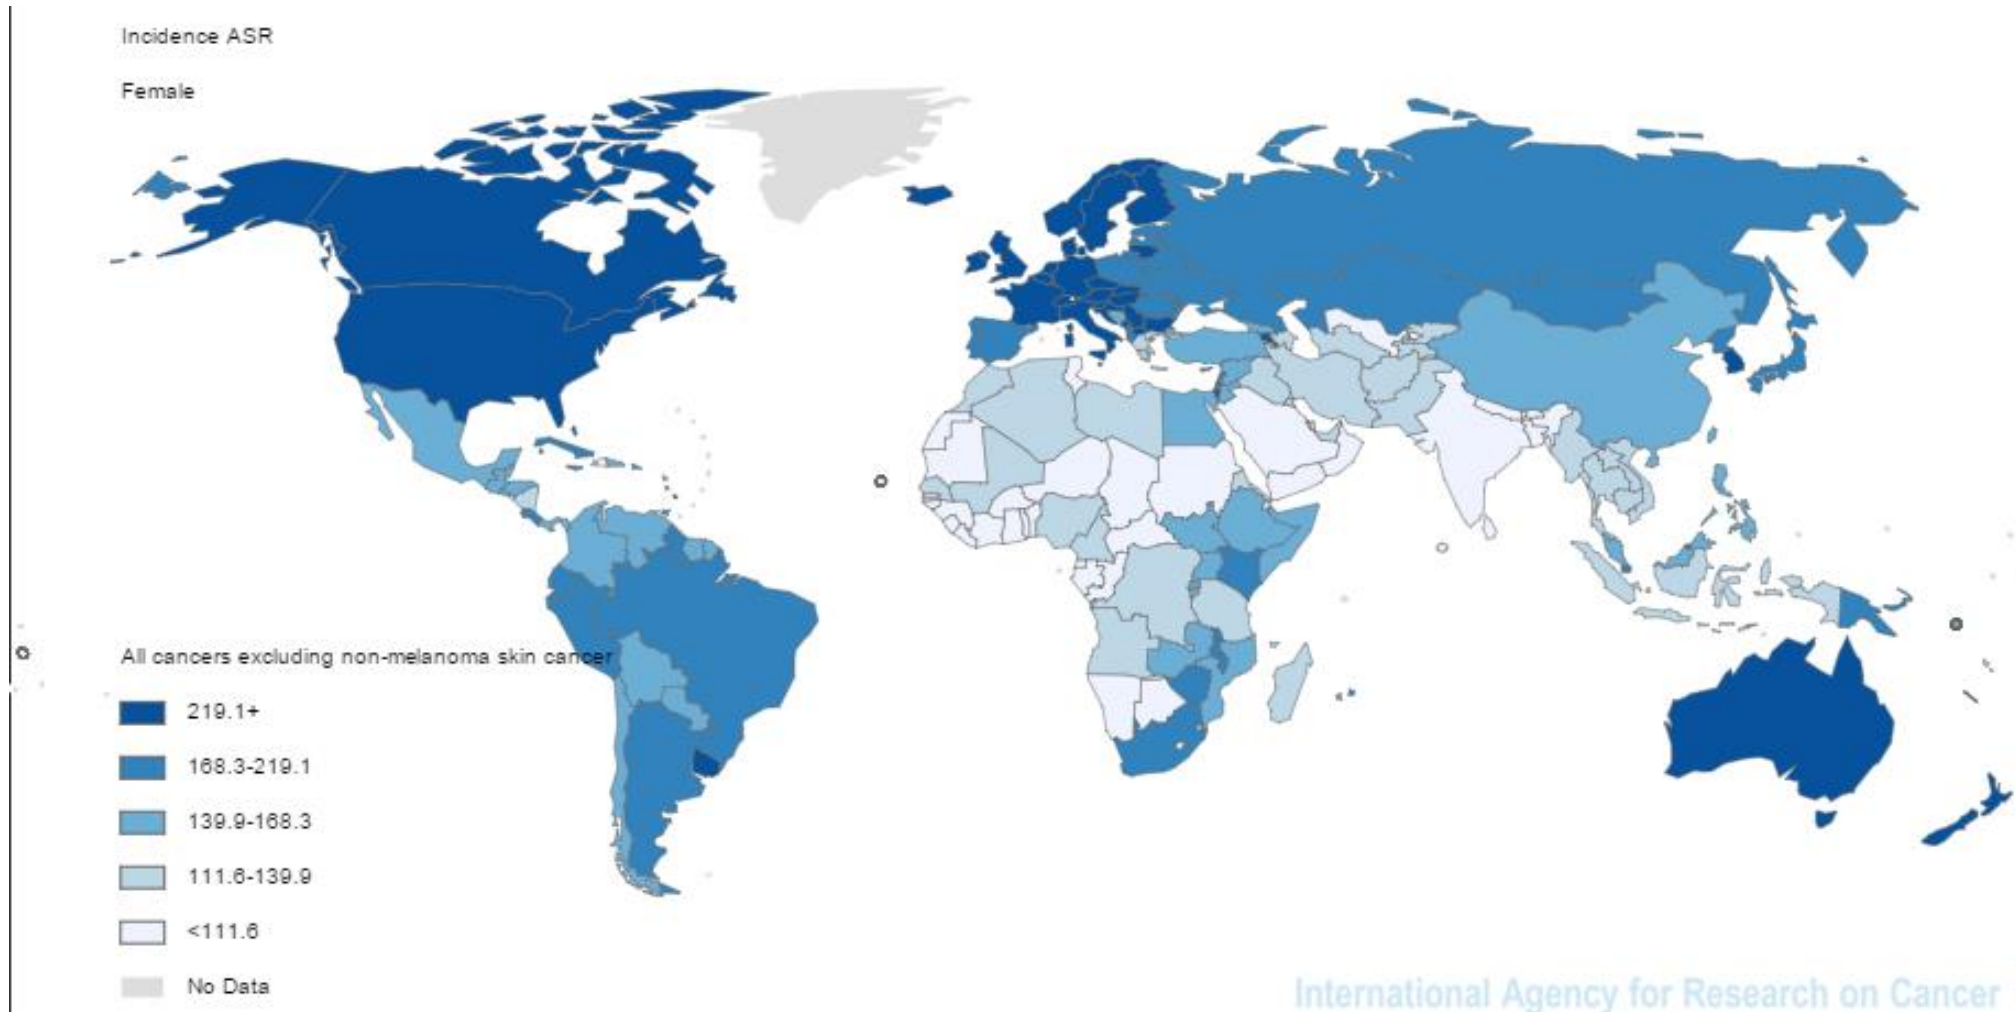 Incidence ASR
Female
All cancers excluding non-melanoma skin cancer
219.1+
168.3-219.1
139.9-168.3
111.6-139.9
<111.6
No Data
International Agency for Research on Cancer